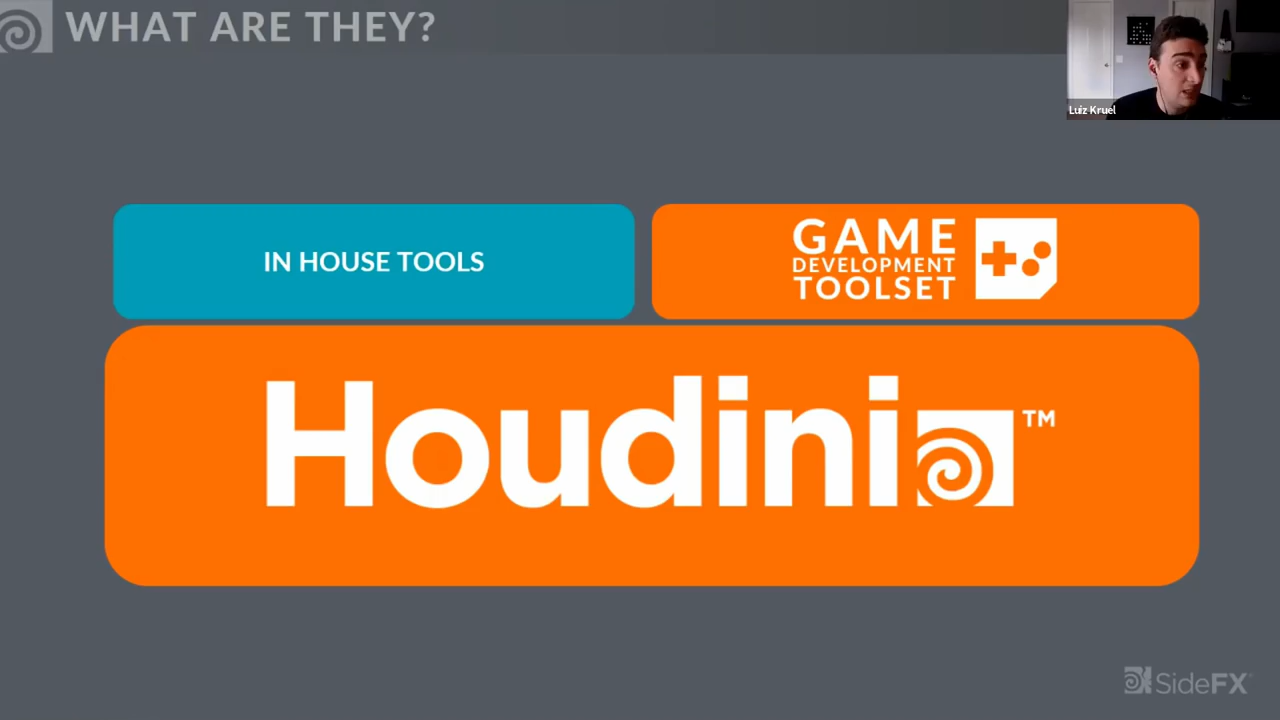 WHAT ARE THEY?
Luiz Kruel
IN HOUSE TOOLS
GAME
DEVELOPMENT
TOOLSET
Houdini™
SideFX